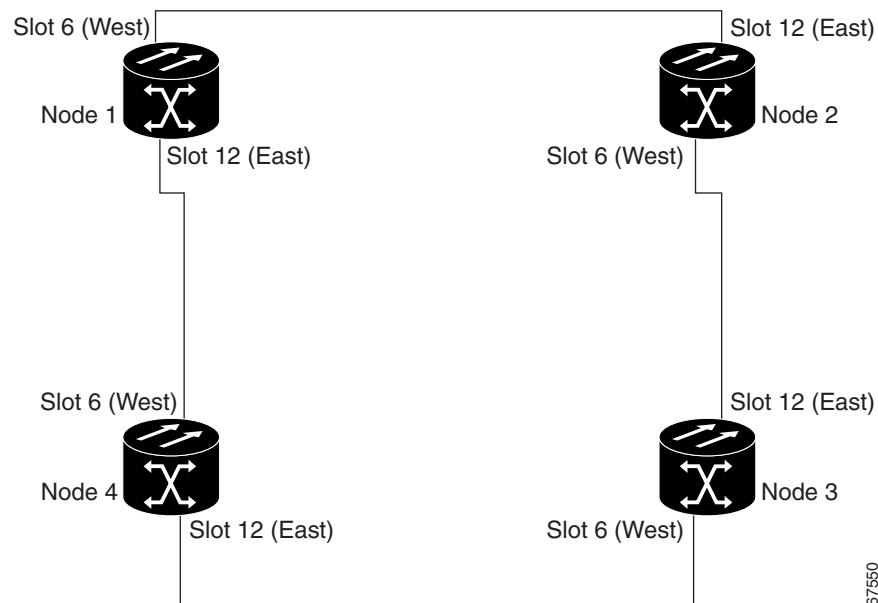 Slot 6 (West)
Slot 12 (East)
Node 1
Node 2
Slot 12 (East)
Slot 6 (West)
Slot 6 (West)
Slot 12 (East)
Node 4
Node 3
Slot 12 (East)
Slot 6 (West)
67550